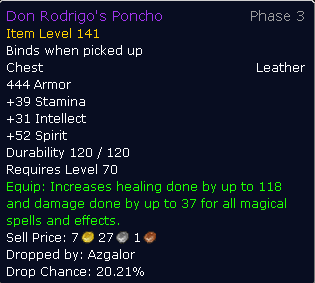 Don Rodrigo's Poncho Phase 3
Item Level 141
Binds when picked up
Chest Leather
444 Armor
+39 Stamina
+31 Intellect
+52 Spirit
Durability 120 / 120
Requires Level 70
Equip: Increases healing done by up to 118
and damage done by up to 37 for all magical
spells and effects.
Sell Price: 7 27 1
Dropped by: Azgalor
Drop Chance: 20.21%